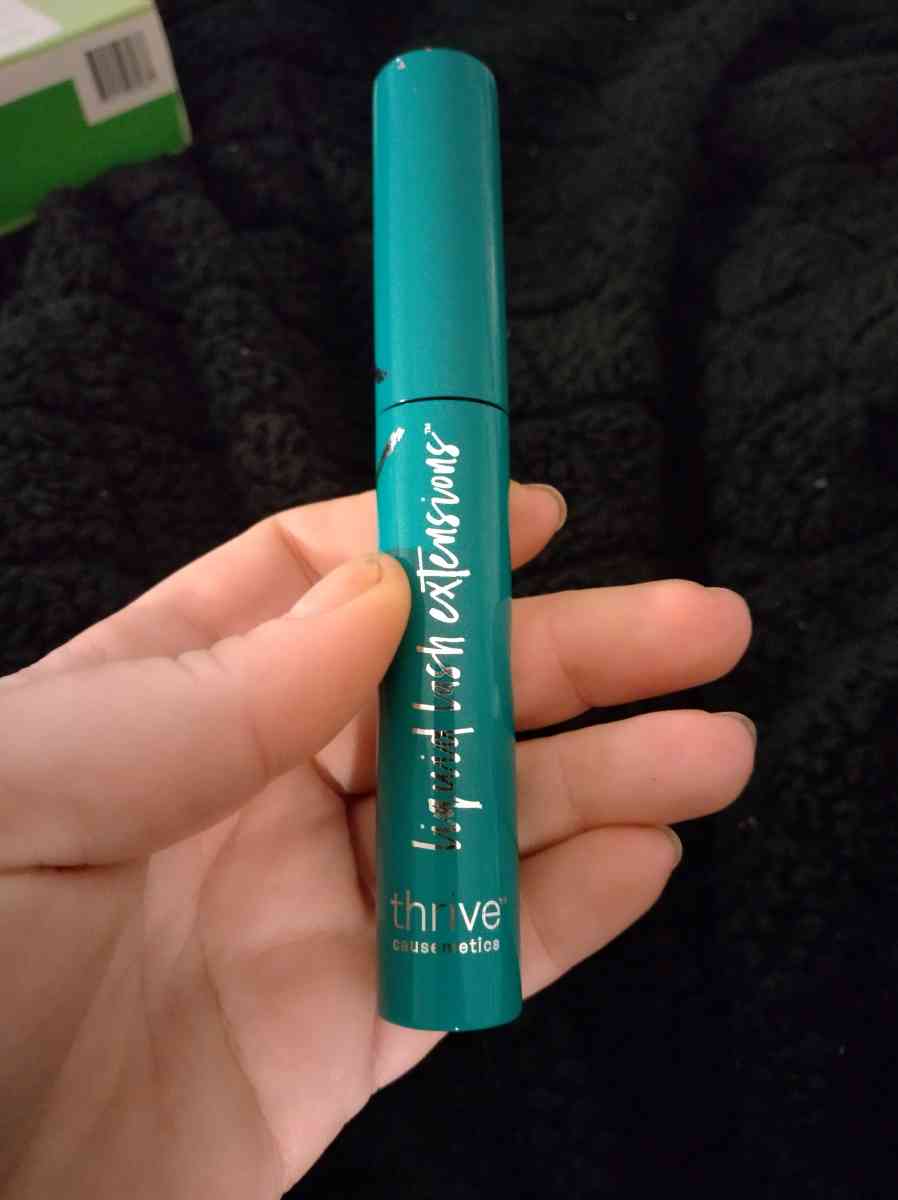 liquid lash extensions™
thrive™
causemetics